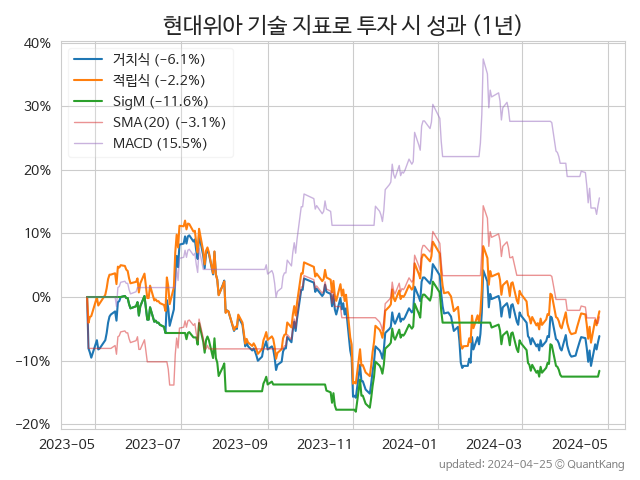 현대위아 기술 지표로 투자 시 성과 (1년)
거치식 (−6.1%)
적립식 (−2.2%)
SigM (−11.6%)
SMA(20) (−3.1%)
MACD (15.5%)
40%
30%
20%
10%
0%
−10%
−20%
2023-05 2023-07 2023-09 2023-11 2024-01 2024-03 2024-05
updated: 2024-04-25 © QuantKang